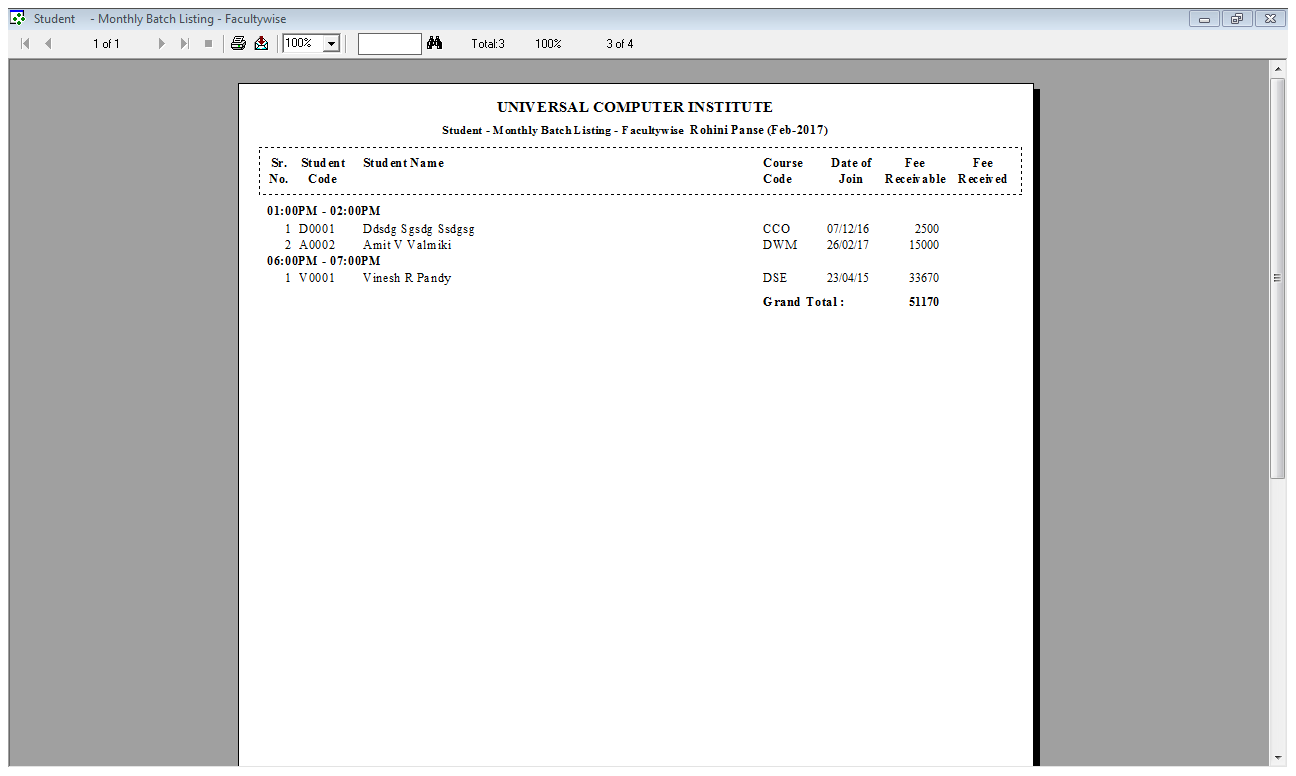 Student - Monthly Batch Listing - Facultywise
1 of 1 100% Total:3 100% 3 of 4
UNIVERSAL COMPUTER INSTITUTE
Student - Monthly Batch Listing - Facultywise Rohini Panse (Feb-2017)
Sr. Student Student Name Course Date of Fee Fee
No. Code Code Join Receivable Received
01:00PM - 02:00PM
1 D0001 Ddsdg Sgsdg Ssdgsg CCO 07/12/16 2500
2 A0002 Amit V Valmiki DWM 26/02/17 15000
06:00PM - 07:00PM
1 V0001 Vinesh R Pandy DSE 23/04/15 33670
Grand Total : 51170